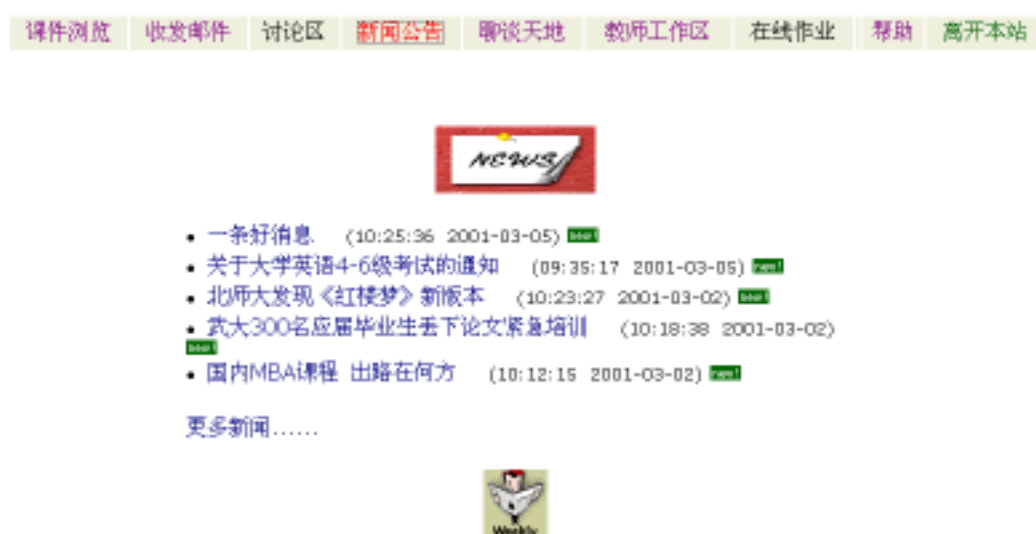 课件浏览 收发邮件 讨论区 新闻公告 聊谈天地 教师工作区 在线作业 帮助 离开本站
NEWS
• 一条好消息 (10:25:36 2001-03-05) new!
• 关于大学英语4-6级考试的通知 (09:35:17 2001-03-05) new!
• 北师大发现《红楼梦》新版本 (10:23:27 2001-03-02) new!
• 武大300名应届毕业生丢下论文紧急培训 (10:18:38 2001-03-02)
new!
• 国内MBA课程 出路在何方 (10:12:15 2001-03-02) new!
更多新闻……
Weekly